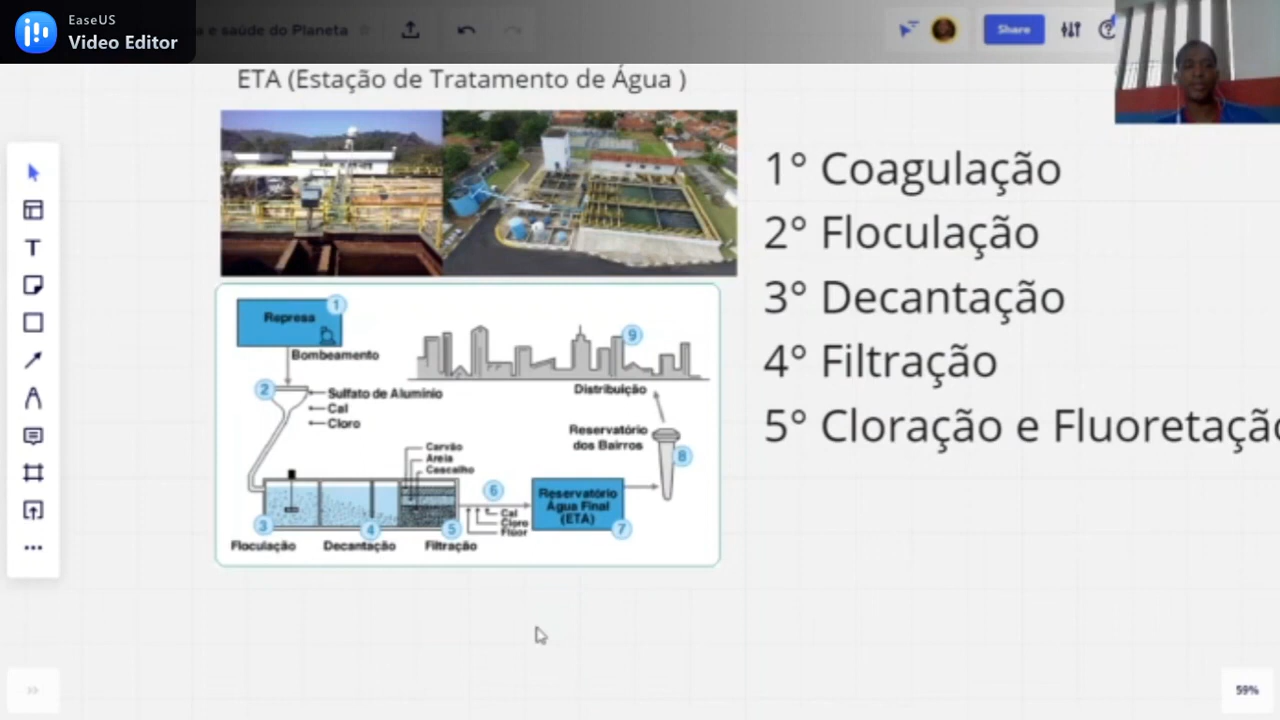 EaseUS
Video Editor
a e saúde do Planeta
Share
ETA (Estação de Tratamento de Água )
1° Coagulação
2° Floculação
3° Decantação
4° Filtração
5° Cloração e Fluoretação
Represa
1
Bombeamento
2
Sulfato de Alumínio
Cal
Cloro
9
Distribuição
Reservatório
dos Bairros
8
Carvão
Areia
Cascalho
6
Cal
Cloro
Flúor
Reservatório
Água Final
(ETA)
7
3
4
5
Floculação
Decantação
Filtração
59%